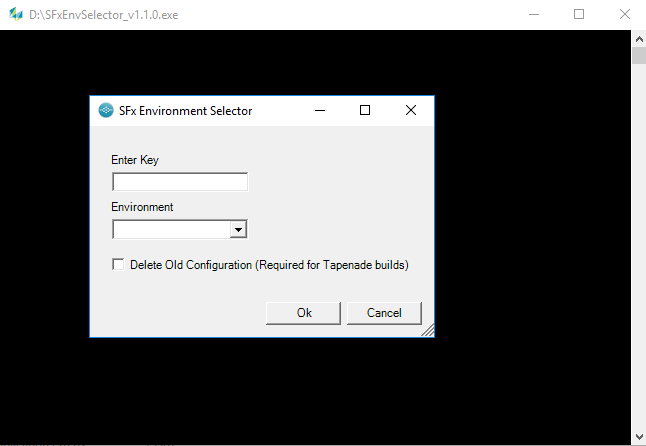 D:\SFxEnvSelector_v1.1.0.exe
SFx Environment Selector
Enter Key
Environment
Delete Old Configuration (Required for Tapenade builds)
Ok Cancel